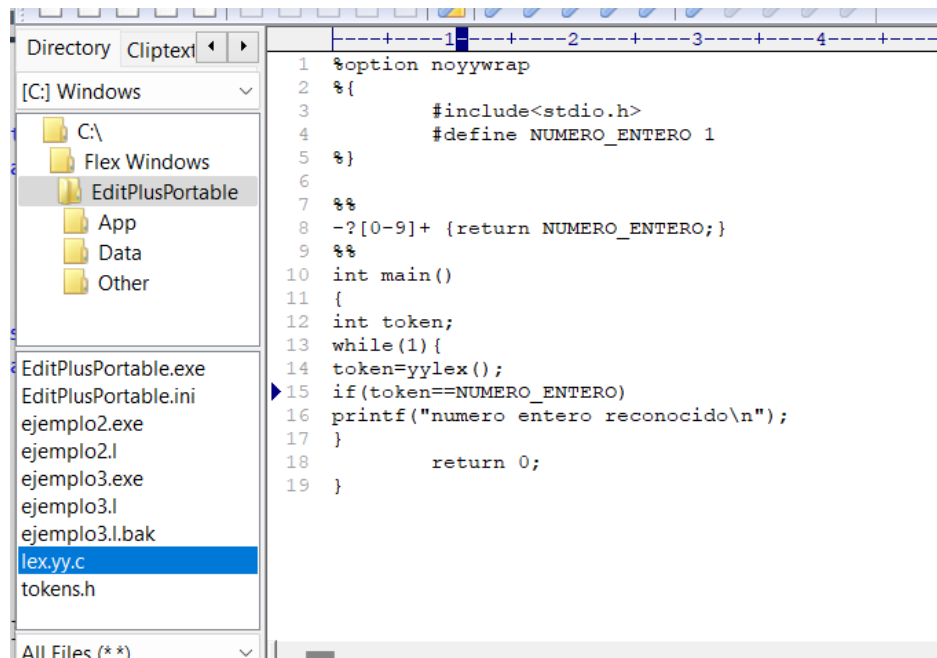 Directory Cliptext
[C:] Windows
C:\
Flex Windows
EditPlusPortable
App
Data
Other
EditPlusPortable.exe
EditPlusPortable.ini
ejemplo2.exe
ejemplo2.l
ejemplo3.exe
ejemplo3.l
ejemplo3.l.bak
lex.yy.c
tokens.h
All Files (*.*)
----+----1----+----2----+----3----+----4----+----
1 %option noyywrap
2 %{
3 #include<stdio.h>
4 #define NUMERO_ENTERO 1
5 %}
6
7 %%
8 -?[0-9]+ {return NUMERO_ENTERO;}
9 %%
10 int main()
11 {
12 int token;
13 while(1){
14 token=yylex();
15 if(token==NUMERO_ENTERO)
16 printf("numero entero reconocido\n");
17 }
18 return 0;
19 }